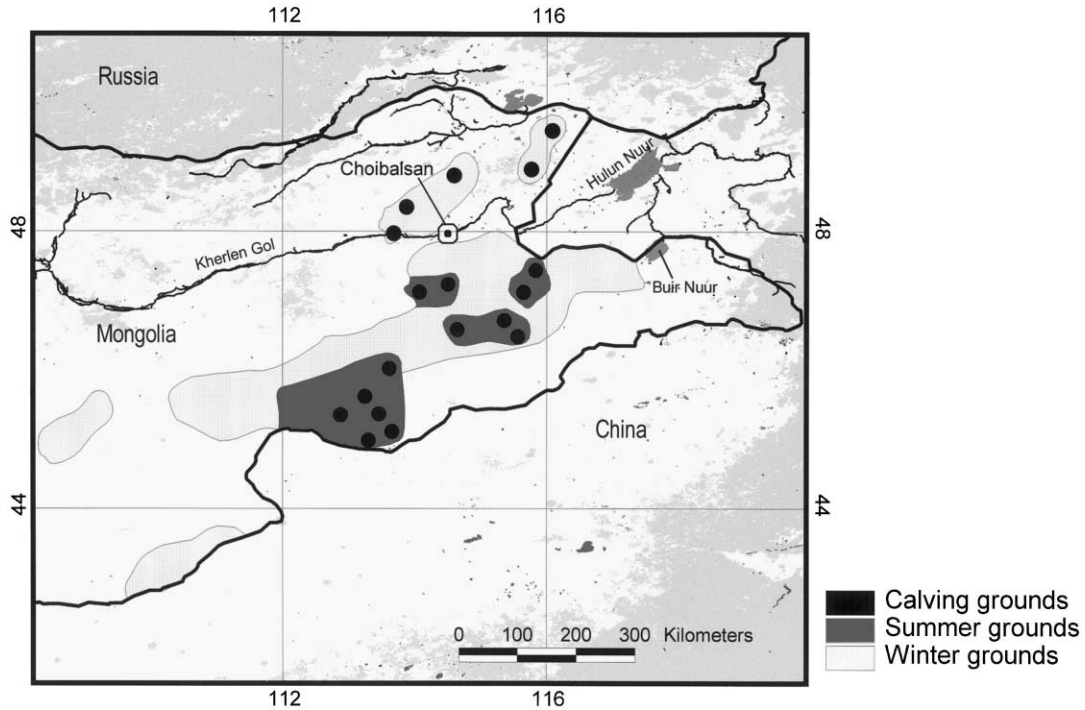 112 116
Russia
Hulun Nuur
Choibalsan
48 48
Kherlen Gol
Buir Nuur
Mongolia
China
44 44
Calving grounds
0 100 200 300 Kilometers
Summer grounds
Winter grounds
112 116